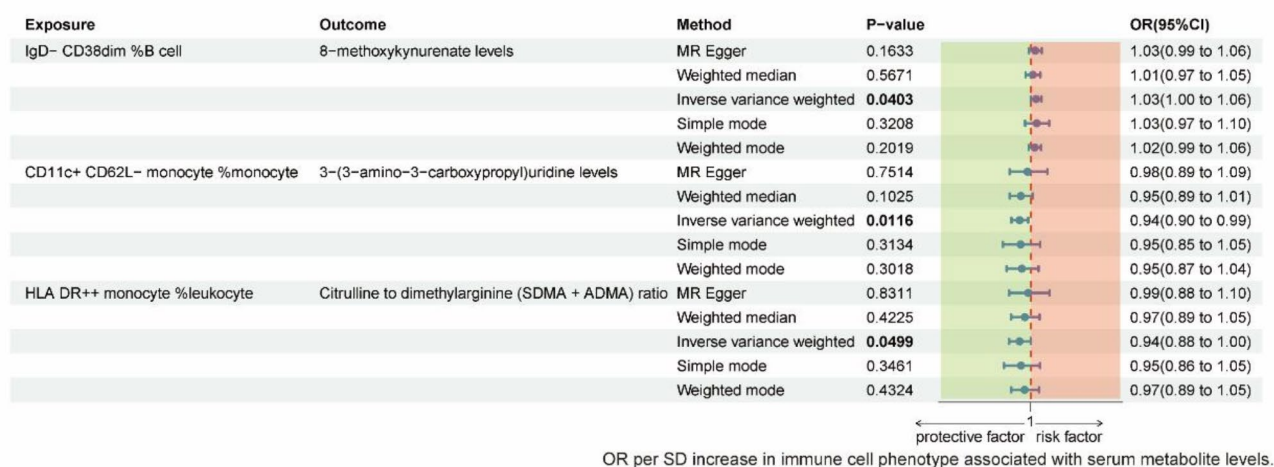 Exposure Outcome Method P−value OR(95%CI)
IgD− CD38dim %B cell 8−methoxykynurenate levels MR Egger 0.1633 1.03(0.99 to 1.06)
Weighted median 0.5671 1.01(0.97 to 1.05)
Inverse variance weighted 0.0403 1.03(1.00 to 1.06)
Simple mode 0.3208 1.03(0.97 to 1.10)
Weighted mode 0.2019 1.02(0.99 to 1.06)
CD11c+ CD62L− monocyte %monocyte 3−(3−amino−3−carboxypropyl)uridine levels MR Egger 0.7514 0.98(0.89 to 1.09)
Weighted median 0.1025 0.95(0.89 to 1.01)
Inverse variance weighted 0.0116 0.94(0.90 to 0.99)
Simple mode 0.3134 0.95(0.85 to 1.05)
Weighted mode 0.3018 0.95(0.87 to 1.04)
HLA DR++ monocyte %leukocyte Citrulline to dimethylarginine (SDMA + ADMA) ratio MR Egger 0.8311 0.99(0.88 to 1.10)
Weighted median 0.4225 0.97(0.89 to 1.05)
Inverse variance weighted 0.0499 0.94(0.88 to 1.00)
Simple mode 0.3461 0.95(0.86 to 1.05)
Weighted mode 0.4324 0.97(0.89 to 1.05)
1
protective factor risk factor
OR per SD increase in immune cell phenotype associated with serum metabolite levels.